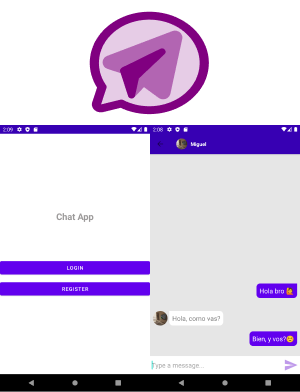 2:09
2:08
Miguel
Chat App
LOGIN
REGISTER
Hola bro 🙋
Hola, como vas?
Bien, y vos?😉
Type a message...